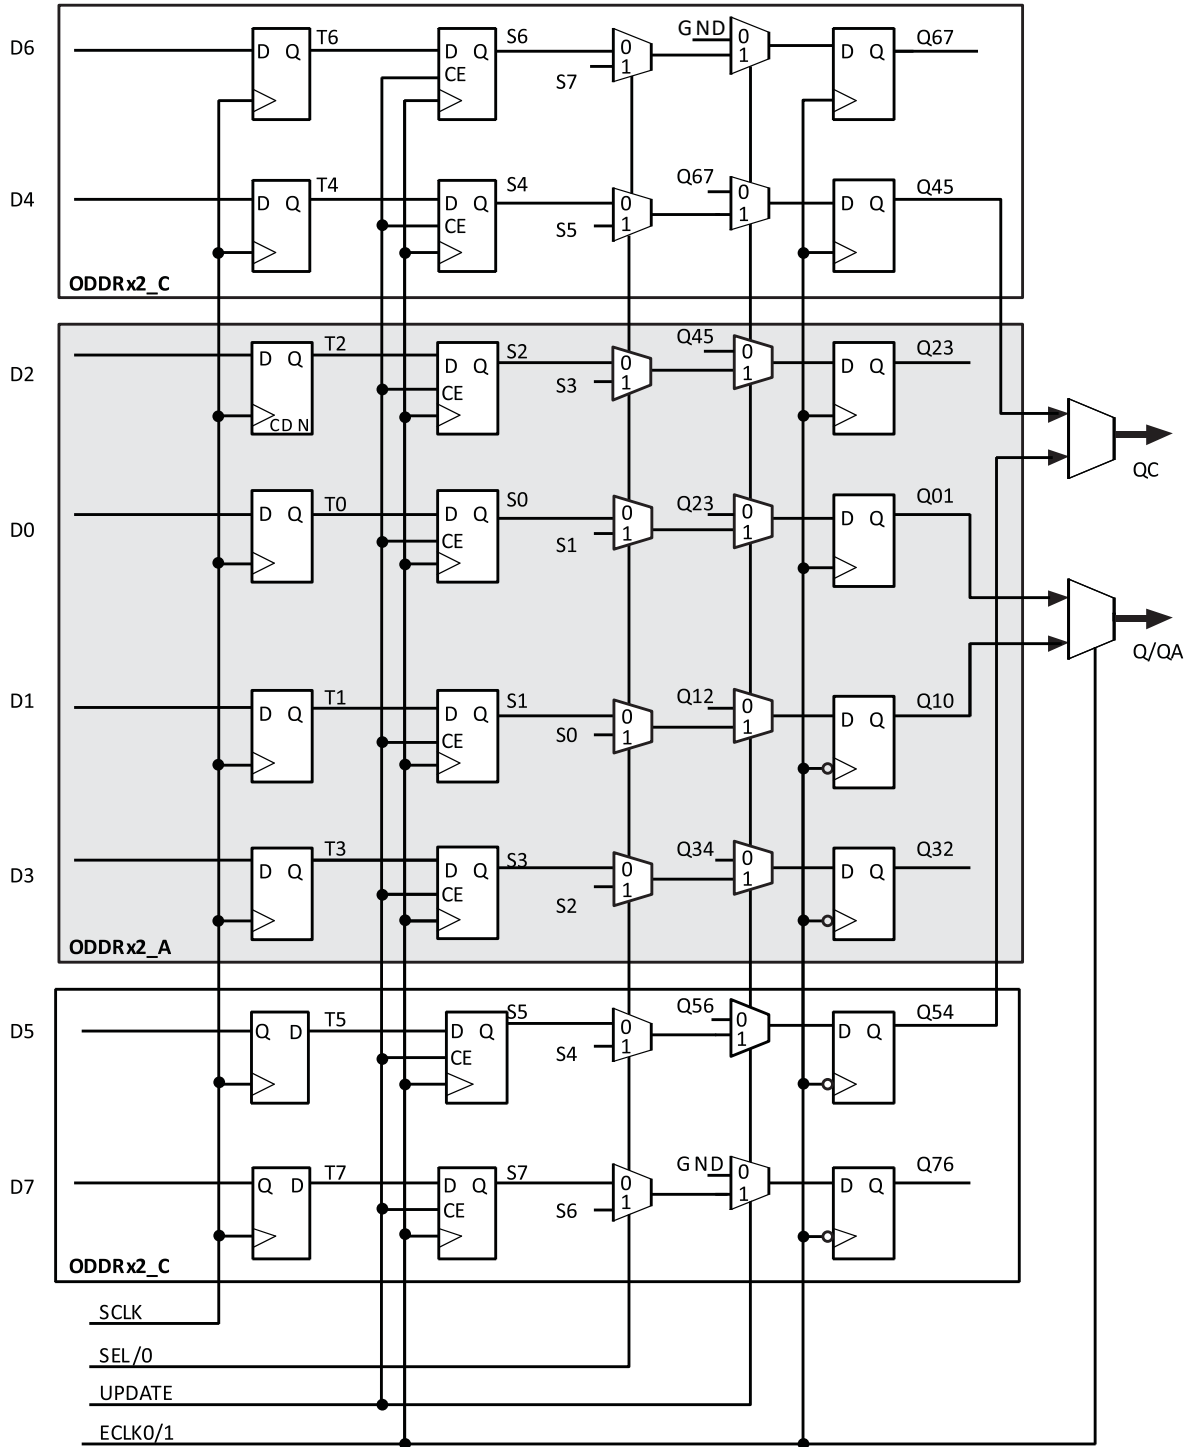 D6 D Q T6 D Q CE S6 S7 0 1 GND 0 1 D Q Q67
D4 D Q T4 D Q CE S4 S5 0 1 Q67 0 1 D Q Q45
ODDRx2_C
D2 D Q CDN T2 D Q CE S2 S3 0 1 Q45 0 1 D Q Q23
QC
D0 D Q T0 D Q CE S0 S1 0 1 Q23 0 1 D Q Q01
Q/QA
D1 D Q T1 D Q CE S1 S0 0 1 Q12 0 1 D Q Q10
D3 D Q T3 D Q CE S3 S2 0 1 Q34 0 1 D Q Q32
ODDRx2_A
D5 Q D T5 D Q CE S5 S4 0 1 Q56 0 1 D Q Q54
D7 Q D T7 D Q CE S7 S6 0 1 GND 0 1 D Q Q76
ODDRx2_C
SCLK
SEL/0
UPDATE
ECLK0/1